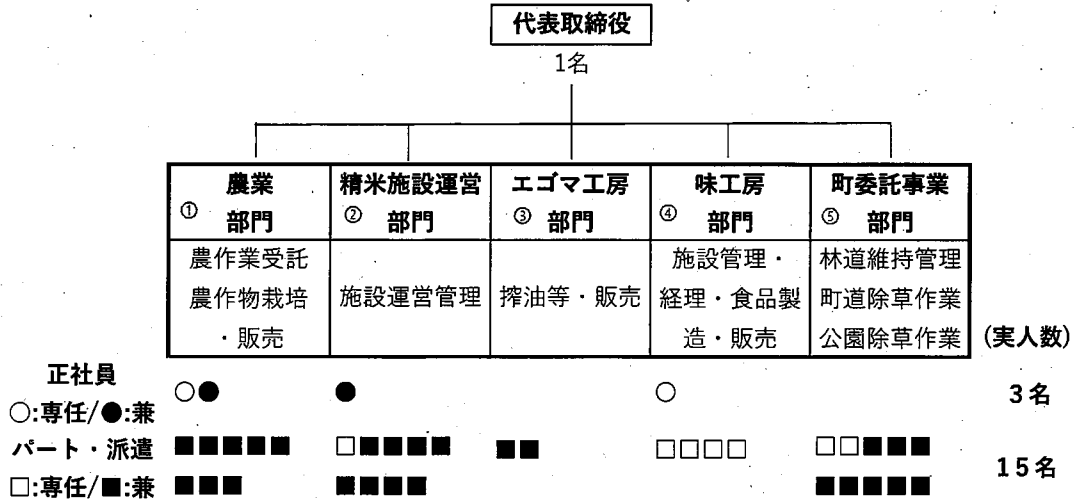 代表取締役
1名
農業
① 部門
精米施設運営
② 部門
エゴマ工房
③ 部門
味工房
④ 部門
町委託事業
⑤ 部門
農作業受託
農作物栽培
・販売
施設運営管理
搾油等・販売
施設管理・
経理・食品製
造・販売
林道維持管理
町道除草作業
公園除草作業
(実人数)
正社員
○:専任/●:兼
○●
●
○
3名
パート・派遣
□:専任/■:兼
■■■■■
■■■
□■■■■
■■■■
■■
□□□□
□□■■■
■■■■■
15名